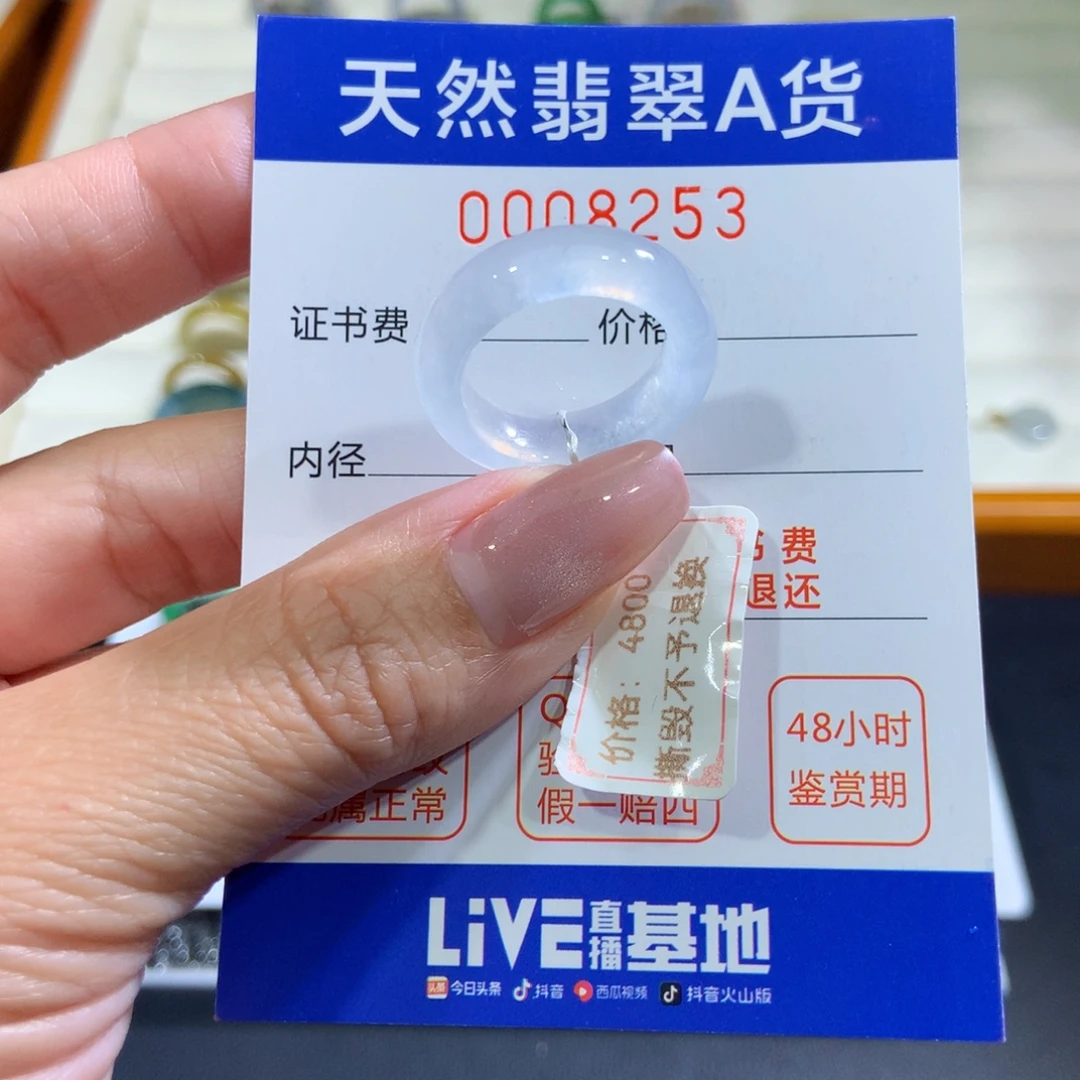 天然翡翠A货
0008253
证书费 价格
内径
书费
退还
价格：4800
撕毁不予退换
属正常
验
假一赔四
48小时
鉴赏期
LiVE直播基地
头条 今日头条 抖音 西瓜视频 抖音火山版